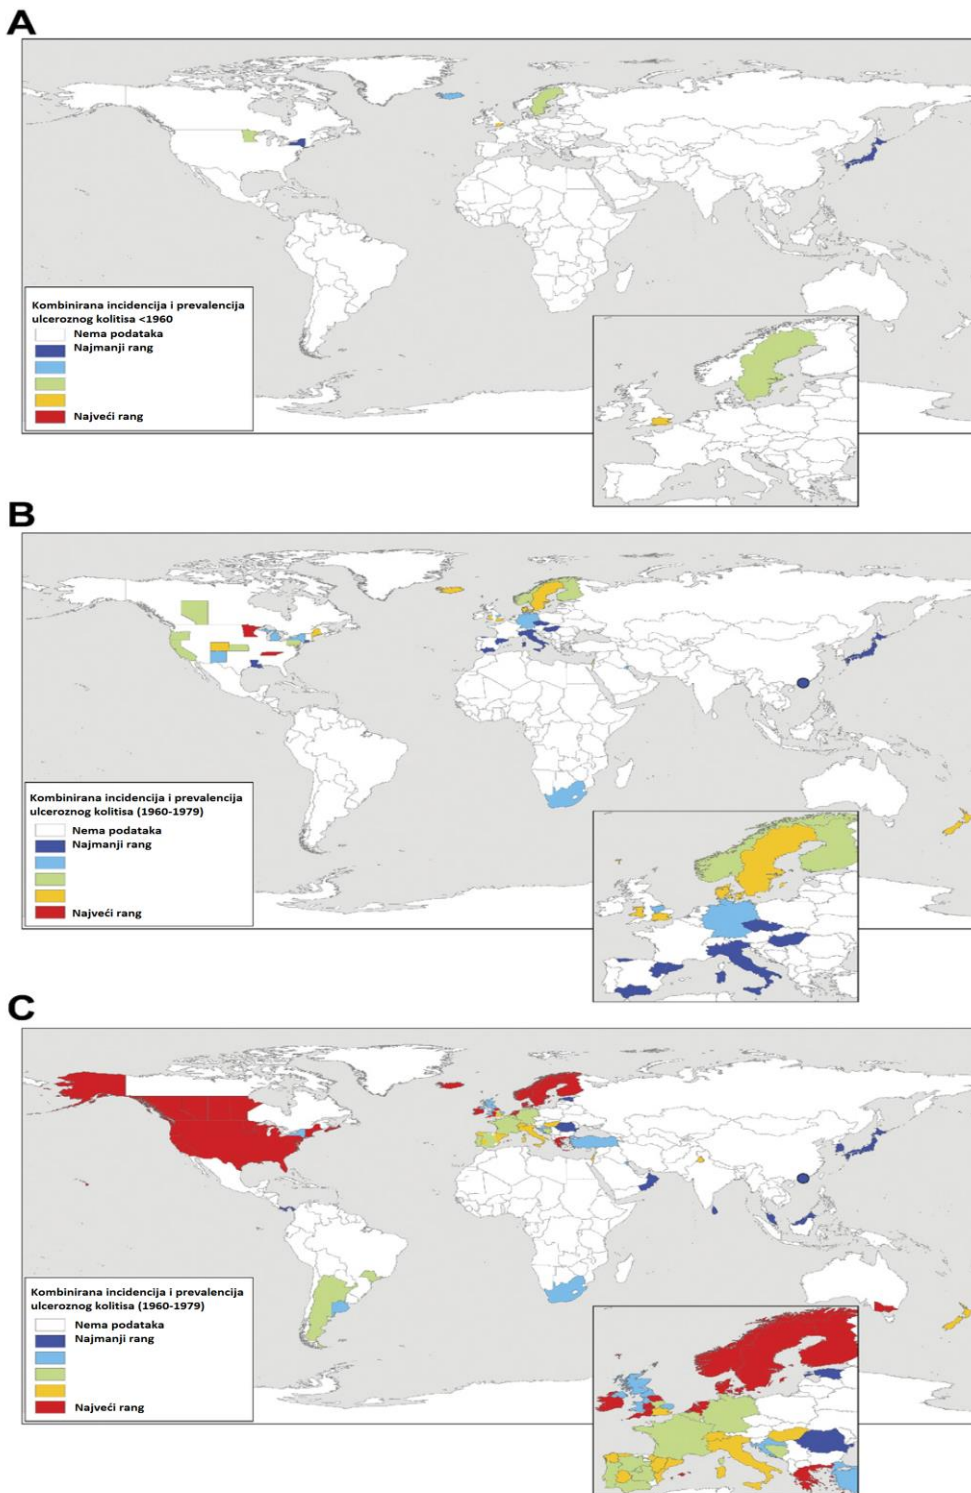 A
Kombinirana incidencija i prevalencija
ulceroznog kolitisa <1960
Nema podataka
Najmanji rang
Najveći rang
B
Kombinirana incidencija i prevalencija
ulceroznog kolitisa (1960-1979)
Nema podataka
Najmanji rang
Najveći rang
C
Kombinirana incidencija i prevalencija
ulceroznog kolitisa (1960-1979)
Nema podataka
Najmanji rang
Najveći rang